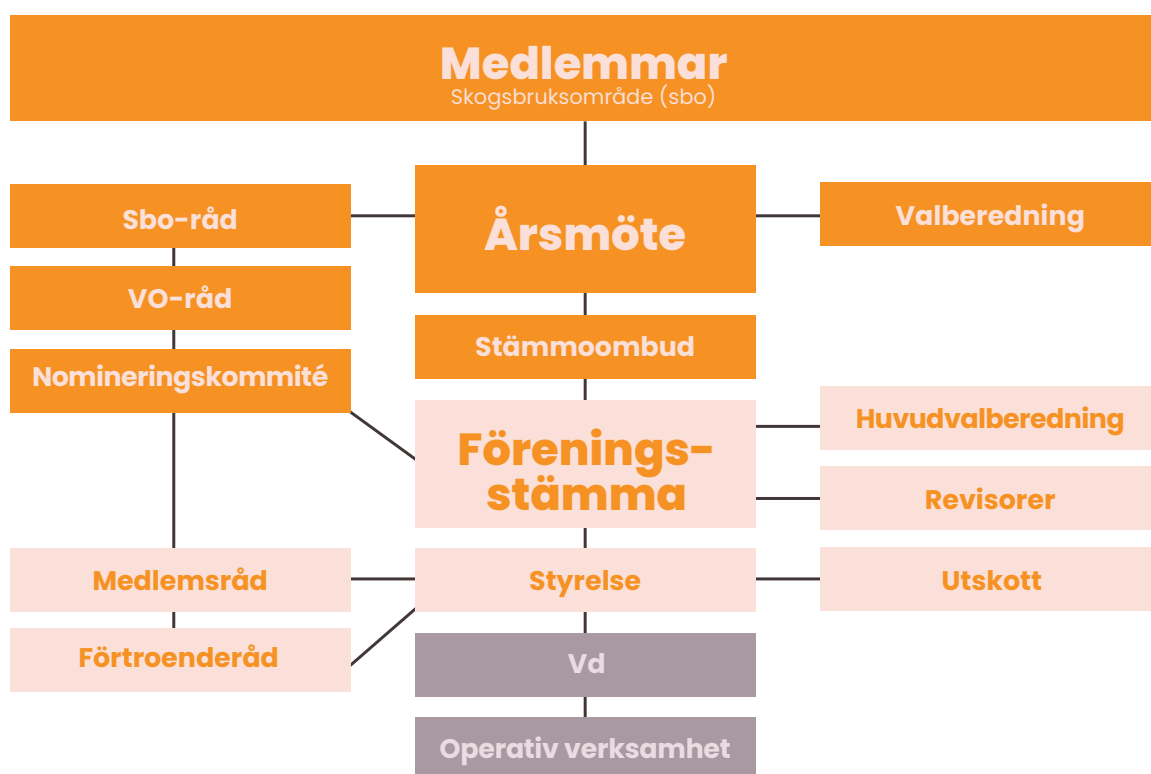 Medlemmar
Skogsbruksområde (sbo)
Sbo-råd
Årsmöte
Valberedning
VO-råd
Stämmoombud
Nomineringskommité
Förenings-
stämma
Huvudvalberedning
Revisorer
Medlemsråd
Styrelse
Utskott
Förtroenderåd
Vd
Operativ verksamhet